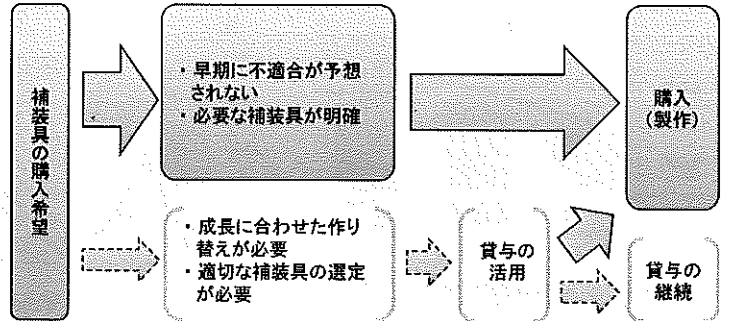 補装具の購入希望
・早期に不適合が予想
されない
・必要な補装具が明確
購入
(製作)
・成長に合わせた作り
替えが必要
・適切な補装具の選定
が必要
貸与の
活用
貸与の
継続